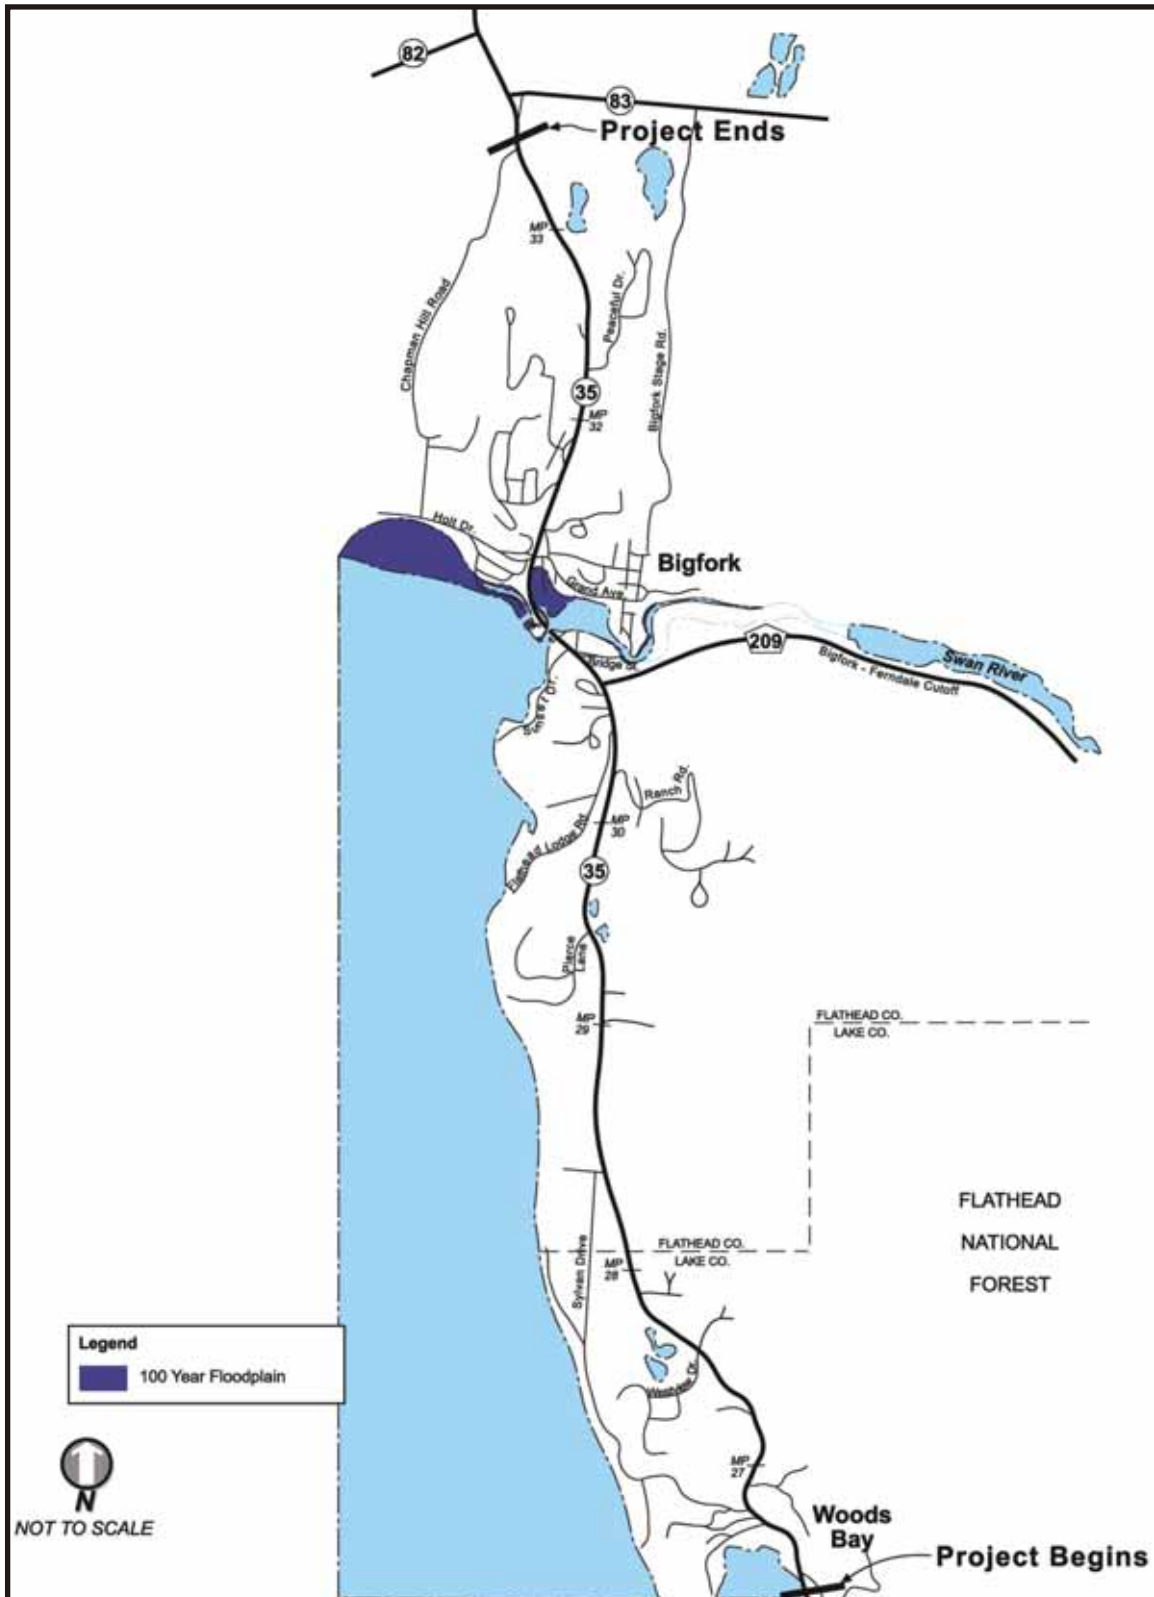 82
83
Project Ends
MP
33
Chapman Hill Road
Peaceful Dr.
Bigfork Stage Rd.
35
MP
32
Holt Dr.
Bigfork
Grand Ave.
209
Bridge St.
Swan River
Bigfork - Ferndale Cutoff
Ranch Rd.
MP
30
Flathead Lodge Rd.
35
Pierce
Lane
MP
29
FLATHEAD CO.
LAKE CO.
FLATHEAD
NATIONAL
FOREST
FLATHEAD CO.
LAKE CO.
Sylvan Drive
MP
28
Legend
100 Year Floodplain
Westview Dr.
MP
27
N
NOT TO SCALE
Woods
Bay
Project Begins